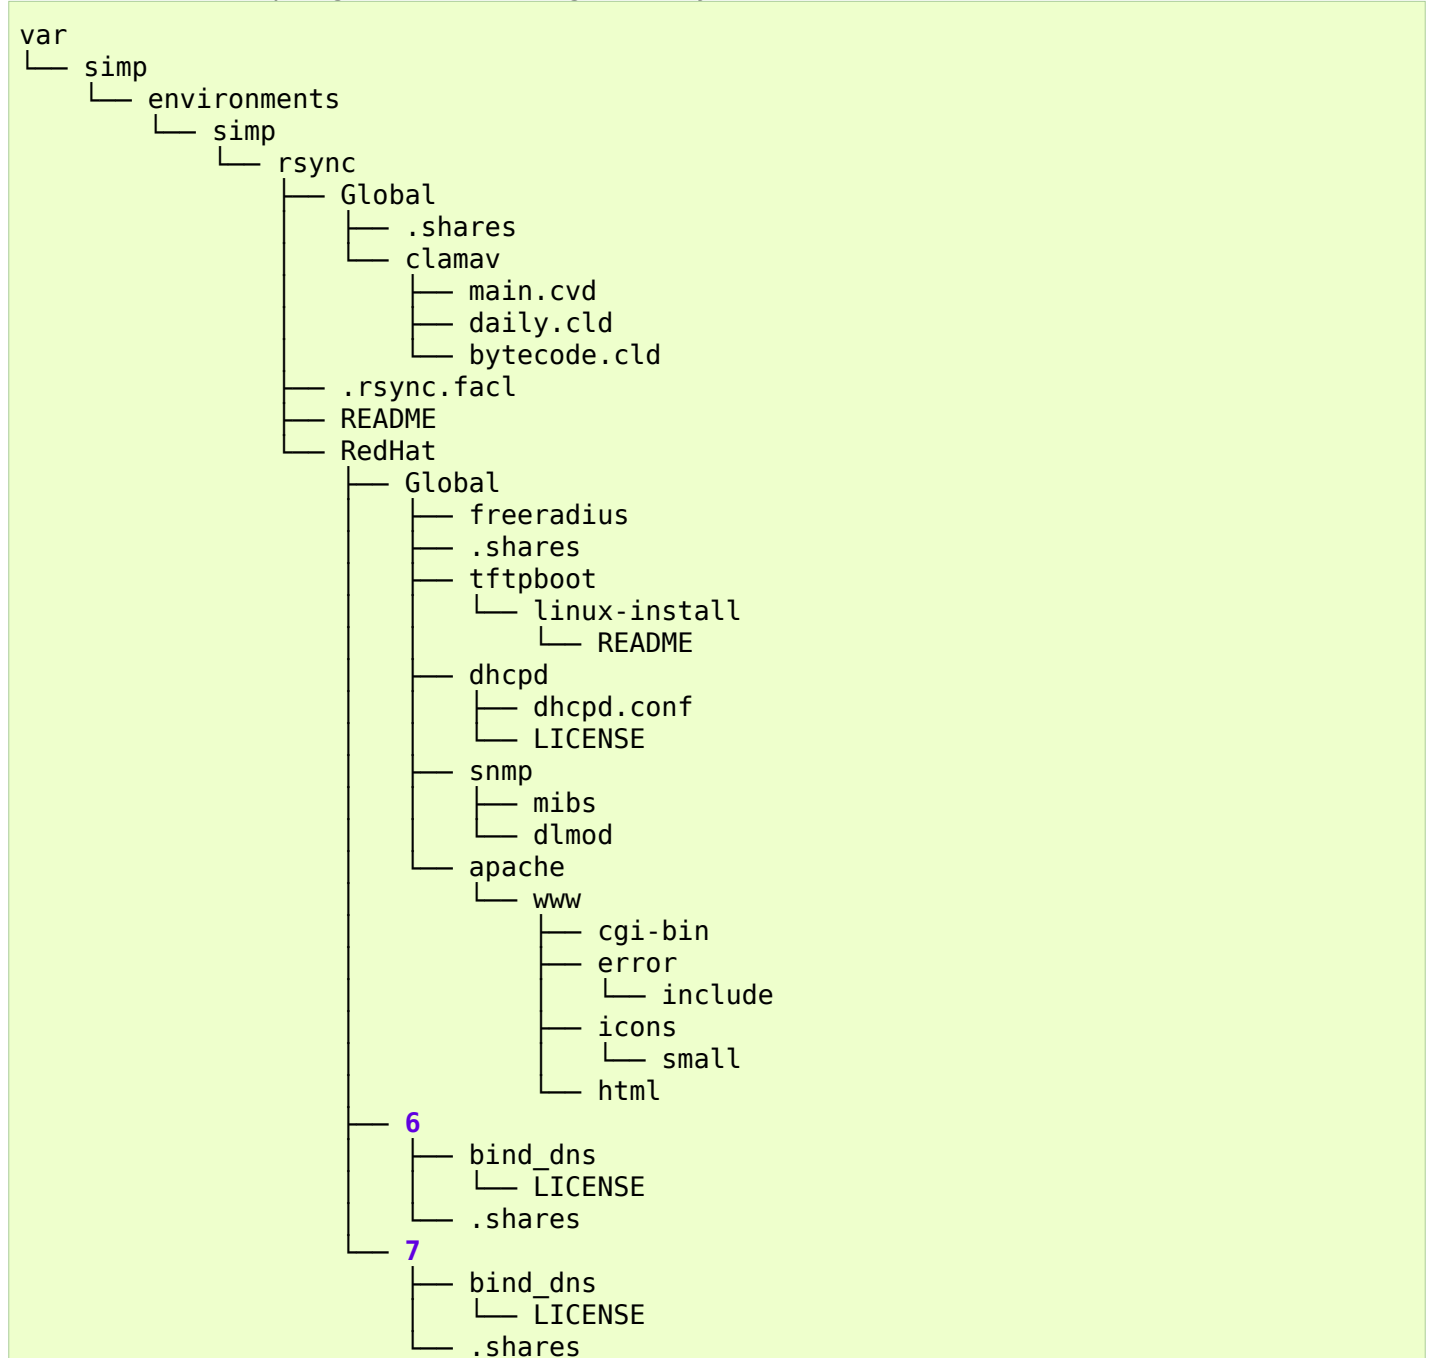 var
└── simp
    └── environments
        └── simp
            └── rsync
                ├── Global
                │   ├── .shares
                │   └── clamav
                │       ├── main.cvd
                │       ├── daily.cld
                │       └── bytecode.cld
                ├── .rsync.facl
                ├── README
                └── RedHat
                    ├── Global
                    │   ├── freeradius
                    │   ├── .shares
                    │   ├── tftpboot
                    │   │   └── linux-install
                    │   │       └── README
                    │   ├── dhcpd
                    │   │   ├── dhcpd.conf
                    │   │   └── LICENSE
                    │   ├── snmp
                    │   │   ├── mibs
                    │   │   └── dlmod
                    │   └── apache
                    │       └── www
                    │           ├── cgi-bin
                    │           ├── error
                    │           │   └── include
                    │           ├── icons
                    │           │   └── small
                    │           └── html
                    ├── 6
                    │   ├── bind_dns
                    │   │   └── LICENSE
                    │   └── .shares
                    └── 7
                        ├── bind_dns
                        │   └── LICENSE
                        └── .shares